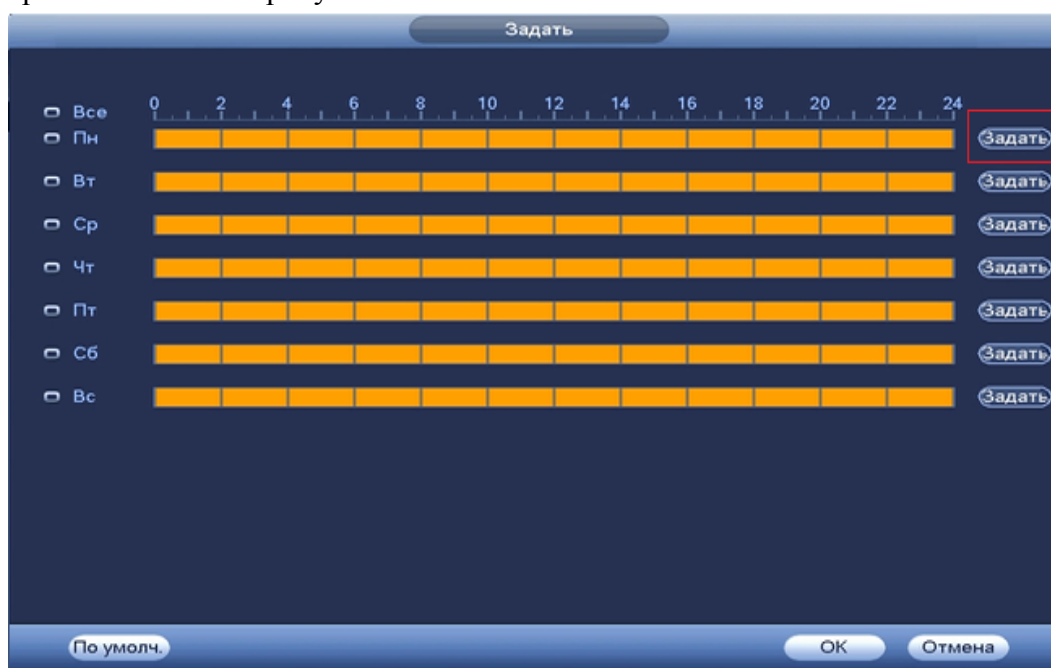 Задать
Все 0 2 4 6 8 10 12 14 16 18 20 22 24
Пн Задать
Вт Задать
Ср Задать
Чт Задать
Пт Задать
Сб Задать
Вс Задать
По умолч. OK Отмена